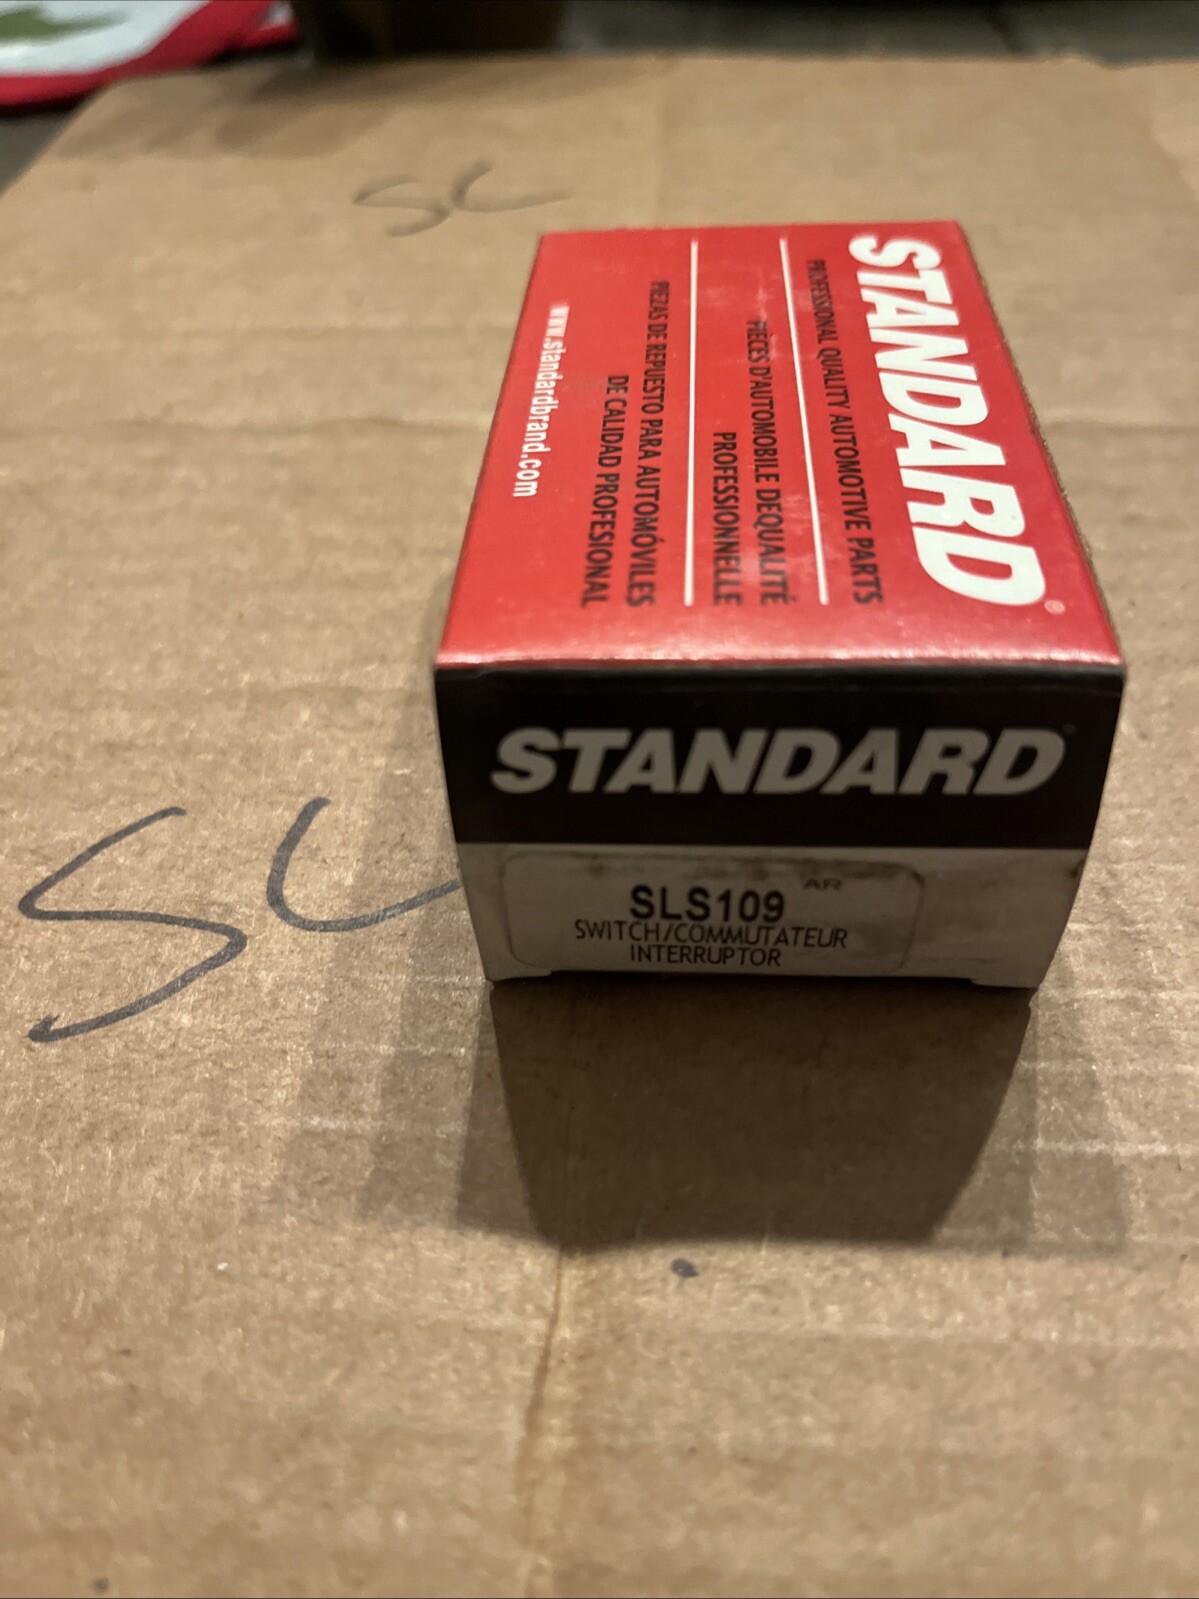 SC
STANDARD®
PROFESSIONAL QUALITY AUTOMOTIVE PARTS
PIÈCES D'AUTOMOBILE DEQUALITÉ
PROFESSIONNELLE
PIEZAS DE REPUESTO PARA AUTOMÓVILES
DE CALIDAD PROFESIONAL
www.standardbrand.com
STANDARD
SC
AR
SLS109
SWITCH/COMMUTATEUR
INTERRUPTOR